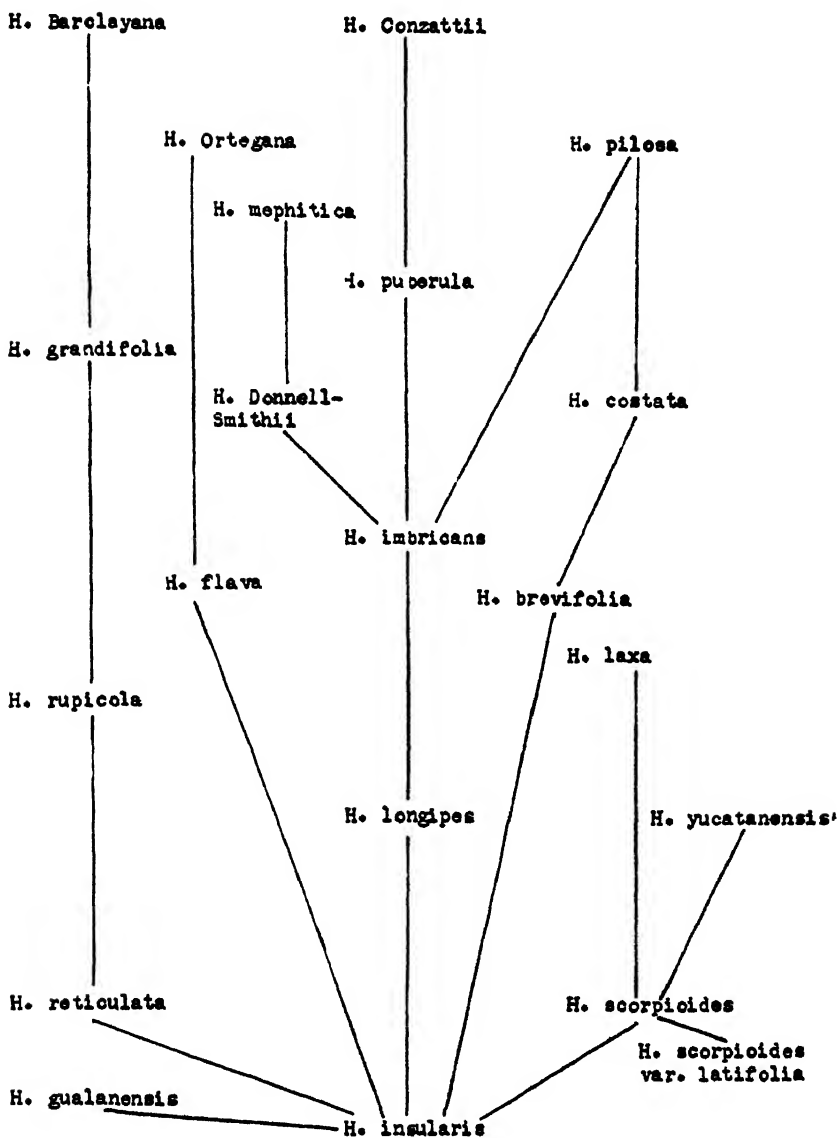 H. Barclayana
H. Conzattii
H. Ortegana
H. pilosa
H. mephitica
H. puberula
H. grandifolia
H. Donnell-
Smithii
H. costata
H. imbricans
H. flava
H. brevifolia
H. laxa
H. rupicola
H. longipes
H. yucatanensis
H. reticulata
H. scorpioides
H. scorpioides
var. latifolia
H. gualanensis
H. insularis